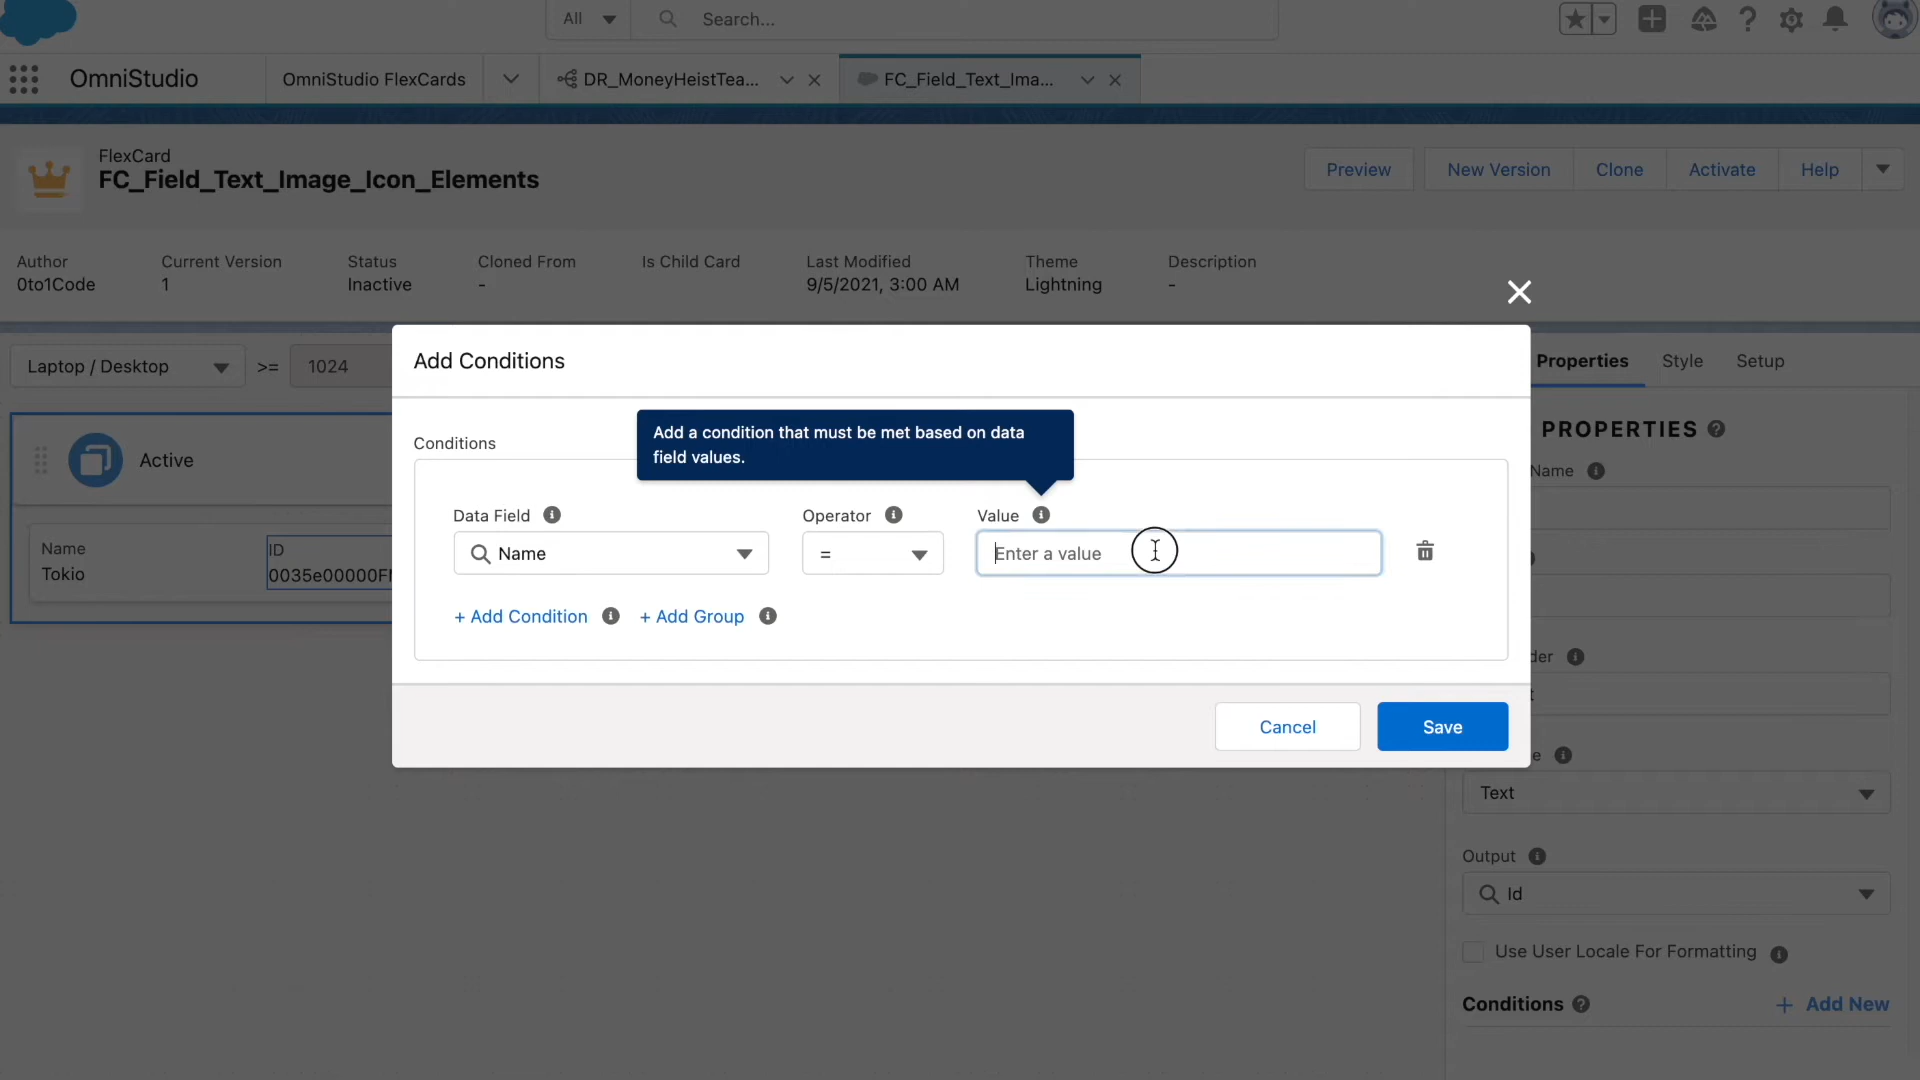 All
Search...
OmniStudio
OmniStudio FlexCards
DR_MoneyHeistTea...
FC_Field_Text_Ima...
FlexCard
FC_Field_Text_Image_Icon_Elements
Preview
New Version
Clone
Activate
Help
Author
0to1Code
Current Version
1
Status
Inactive
Cloned From
-
Is Child Card
Last Modified
9/5/2021, 3:00 AM
Theme
Lightning
Description
-
Laptop / Desktop
>=
1024
Active
Name
Tokio
ID
0035e00000F
Add Conditions
Conditions
Add a condition that must be met based on data
field values.
Data Field
Name
Operator
=
Value
Enter a value
+ Add Condition
+ Add Group
Cancel
Save
Properties
Style
Setup
PROPERTIES
Name
der
t
e
Text
Output
Id
Use User Locale For Formatting
Conditions
+ Add New